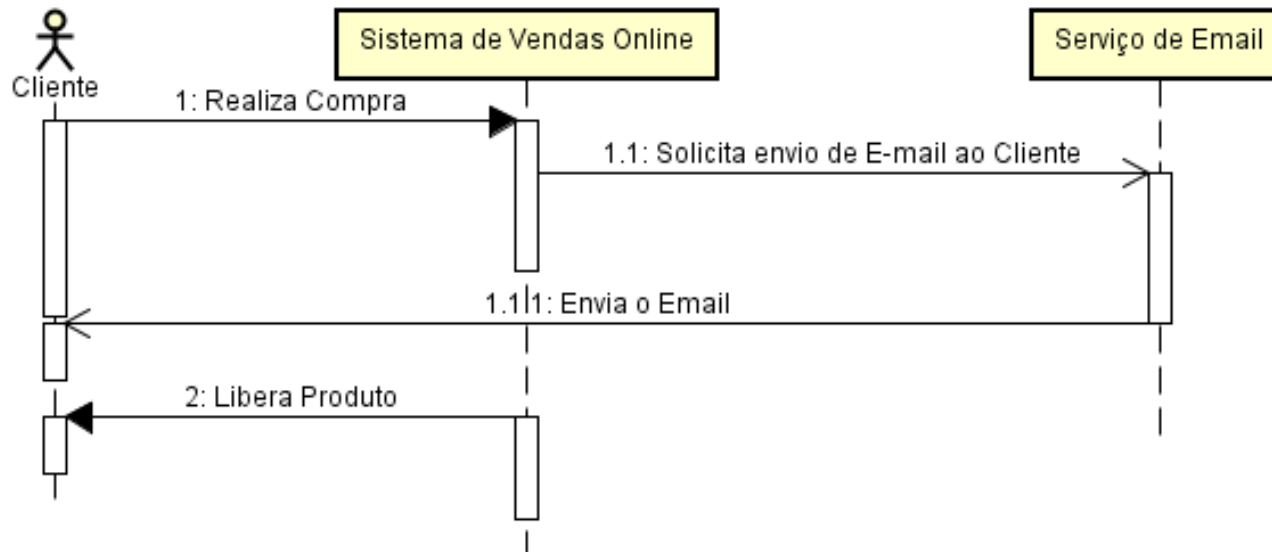 Sistema de Vendas Online
Serviço de Email
Cliente
1: Realiza Compra
1.1: Solicita envio de E-mail ao Cliente
1.1.1: Envia o Email
2: Libera Produto